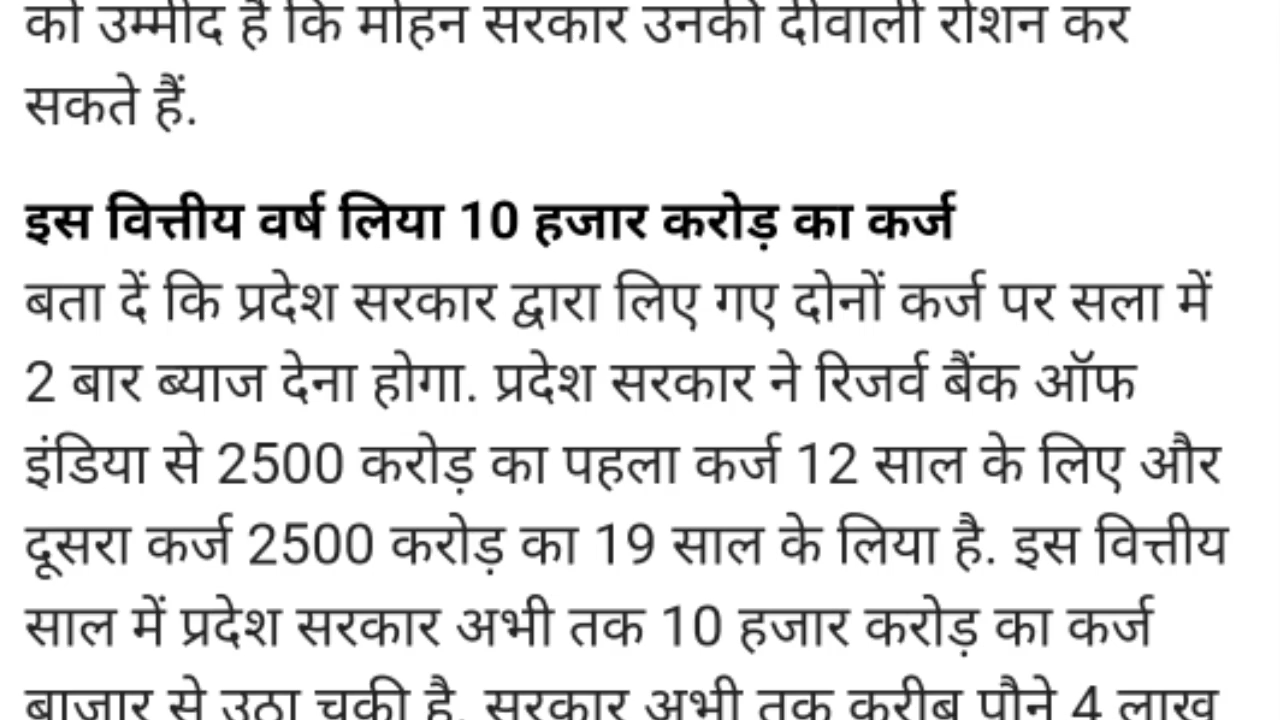 को उम्मीद है कि मोहन सरकार उनकी दीवाली रोशन कर
सकते हैं.
इस वित्तीय वर्ष लिया 10 हजार करोड़ का कर्ज
बता दें कि प्रदेश सरकार द्वारा लिए गए दोनों कर्ज पर सला में
2 बार ब्याज देना होगा. प्रदेश सरकार ने रिजर्व बैंक ऑफ
इंडिया से 2500 करोड़ का पहला कर्ज 12 साल के लिए और
दूसरा कर्ज 2500 करोड़ का 19 साल के लिया है. इस वित्तीय
साल में प्रदेश सरकार अभी तक 10 हजार करोड़ का कर्ज
बाजार से उठा चुकी है. सरकार अभी तक करीब पौने 4 लाख